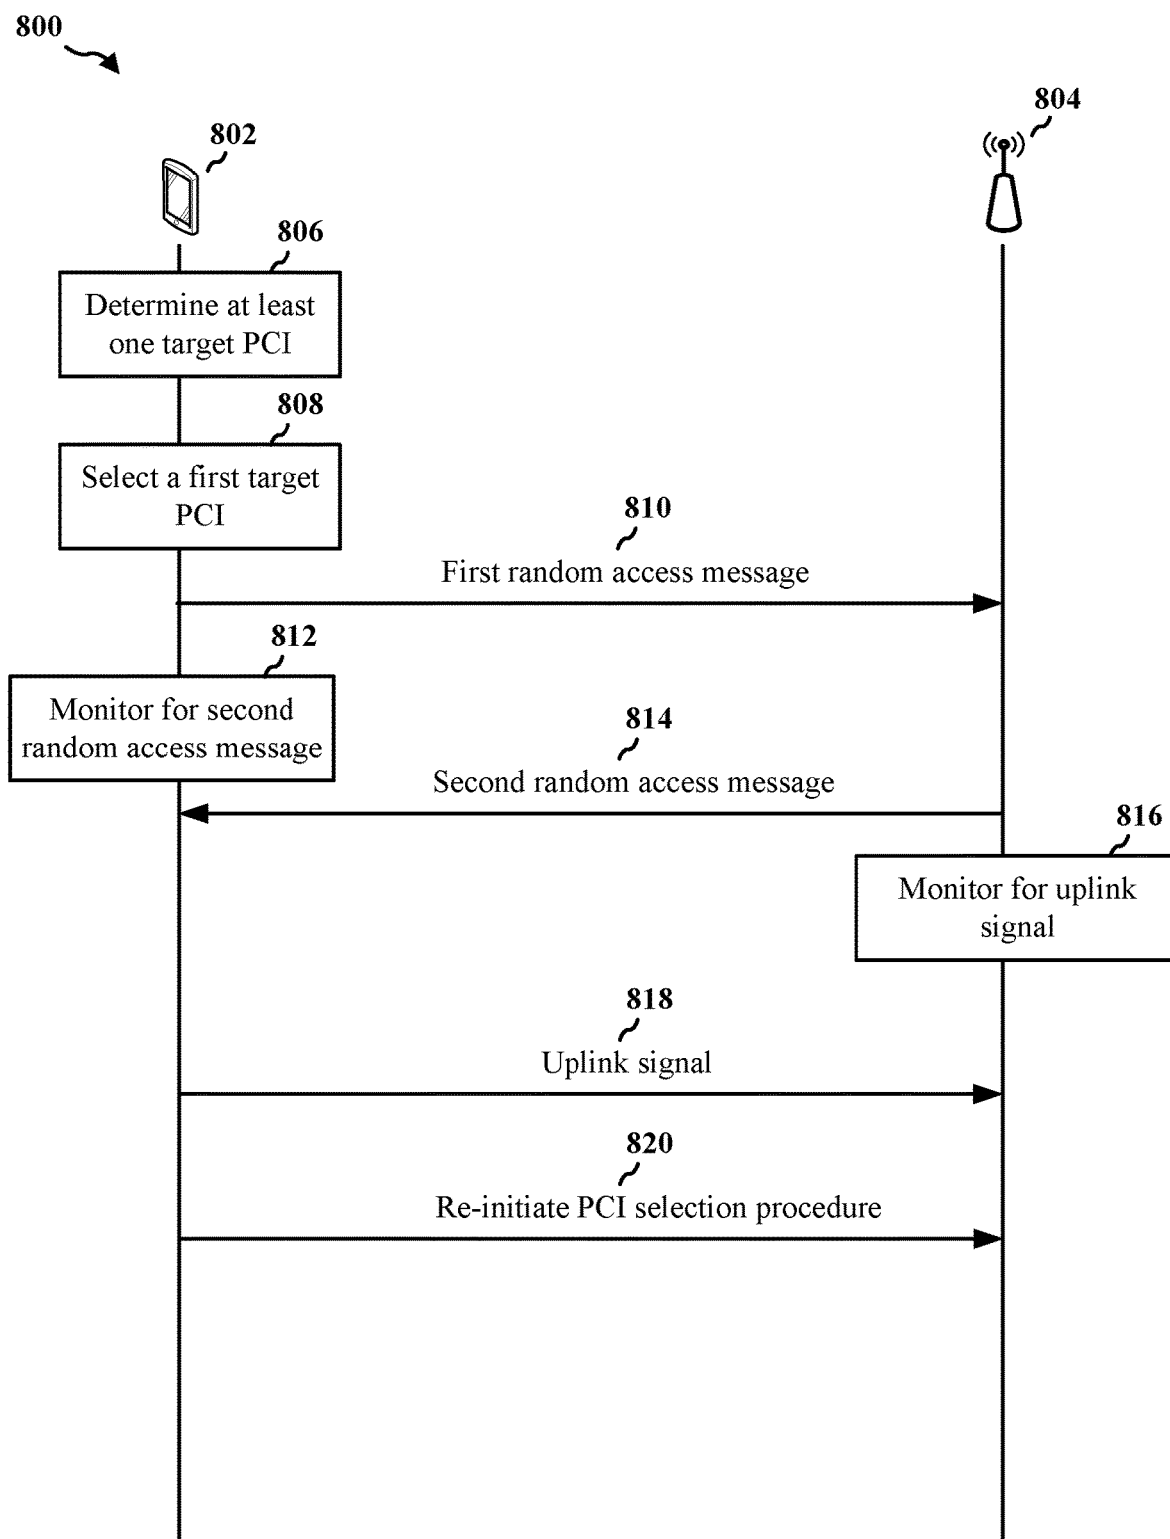 800
804
802
806
Determine at least
one target PCI
808
Select a first target
PCI
810
First random access message
812
Monitor for second
random access message
814
Second random access message
816
Monitor for uplink
signal
818
Uplink signal
820
Re-initiate PCI selection procedure